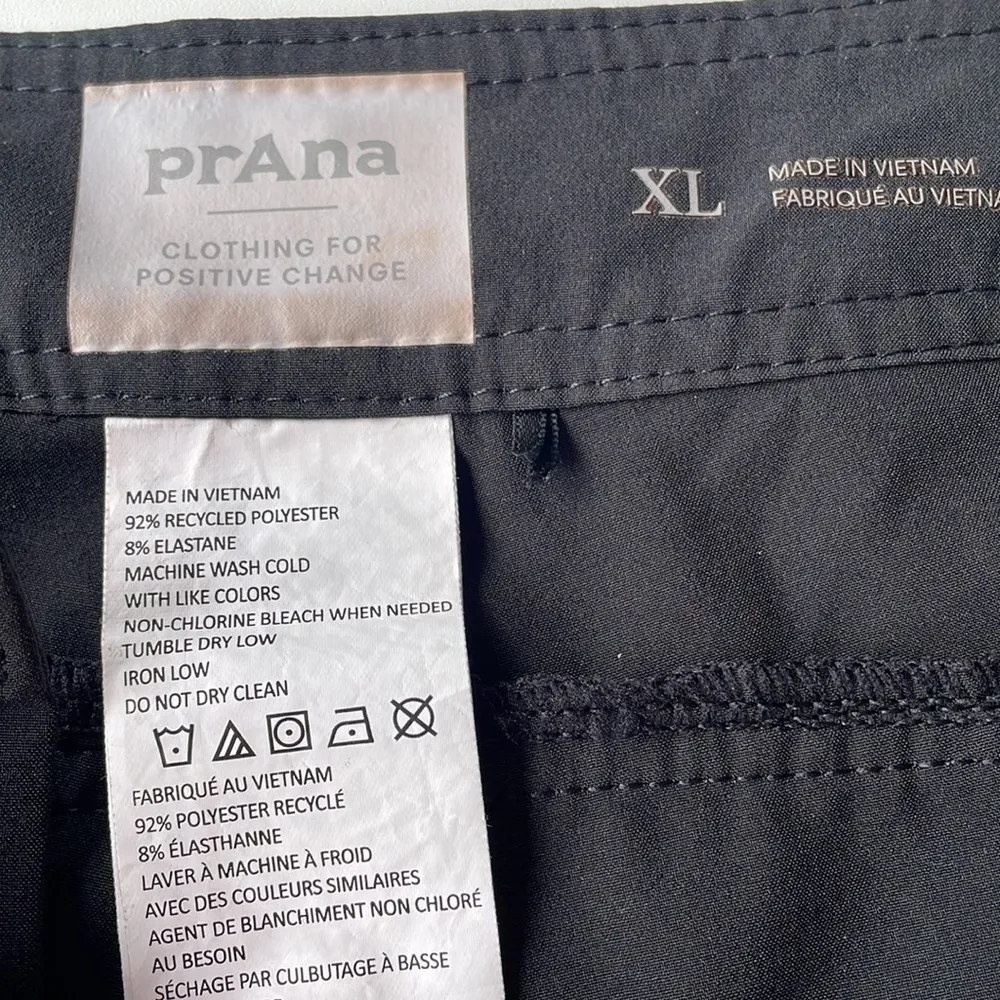 prAna
CLOTHING FOR
POSITIVE CHANGE
XL
MADE IN VIETNAM
FABRIQUÉ AU VIETNA
MADE IN VIETNAM
92% RECYCLED POLYESTER
8% ELASTANE
MACHINE WASH COLD
WITH LIKE COLORS
NON-CHLORINE BLEACH WHEN NEEDED
TUMBLE DRY LOW
IRON LOW
DO NOT DRY CLEAN
FABRIQUÉ AU VIETNAM
92% POLYESTER RECYCLÉ
8% ÉLASTHANNE
LAVER À MACHINE À FROID
AVEC DES COULEURS SIMILAIRES
AGENT DE BLANCHIMENT NON CHLORÉ
AU BESOIN
SÉCHAGE PAR CULBUTAGE À BASSE